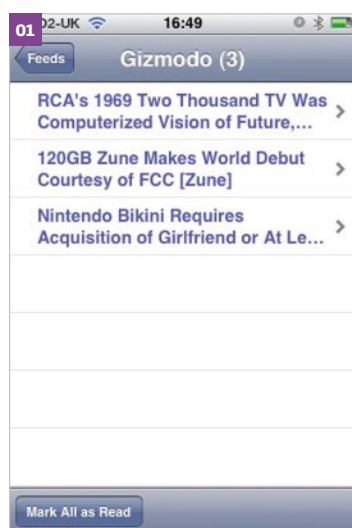 01
O2-UK 16:49
Feeds Gizmodo (3)
RCA's 1969 Two Thousand TV Was
Computerized Vision of Future,...
120GB Zune Makes World Debut
Courtesy of FCC [Zune]
Nintendo Bikini Requires
Acquisition of Girlfriend or At Le...
Mark All as Read